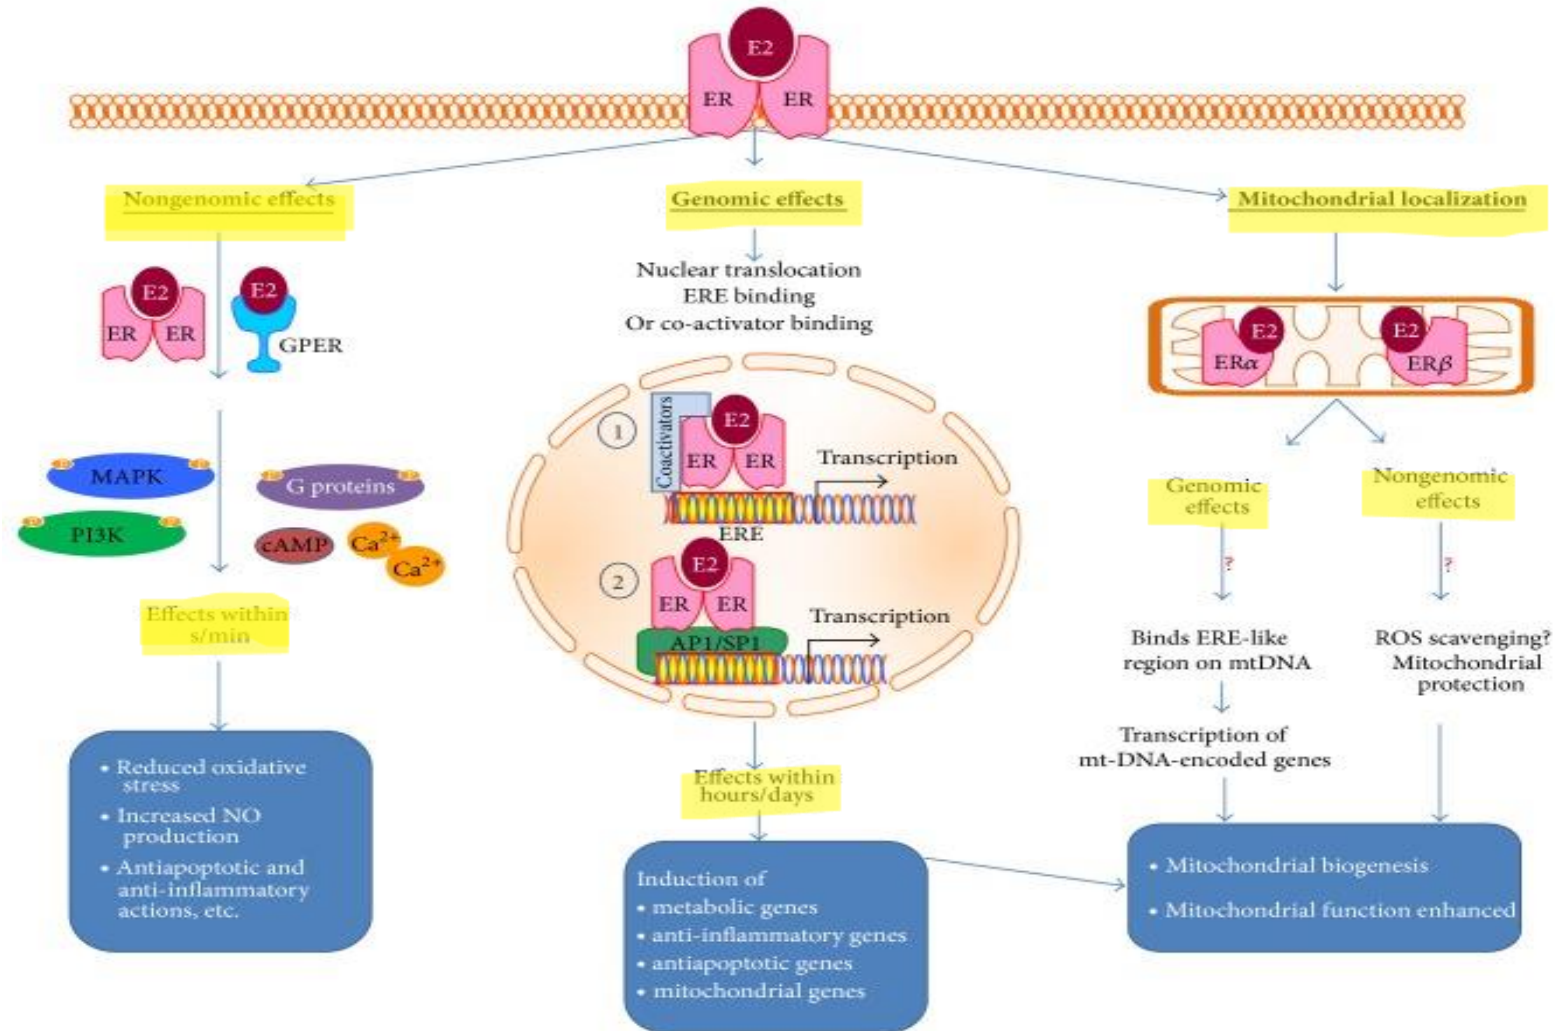 E2
ER ER
Nongenomic effects
E2
ER ER
E2
GPER
MAPK
PI3K
G proteins
cAMP
Ca2+
Ca2+
Effects within
s/min
• Reduced oxidative
stress
• Increased NO
production
• Antiapoptotic and
anti-inflammatory
actions, etc.
Genomic effects
Nuclear translocation
ERE binding
Or co-activator binding
1
Coactivators
E2
ER ER
Transcription
ERE
2
E2
ER ER
AP1/SP1
Transcription
Effects within
hours/days
Induction of
• metabolic genes
• anti-inflammatory genes
• antiapoptotic genes
• mitochondrial genes
Mitochondrial localization
E2
ERα
E2
ERβ
Genomic
effects
?
Binds ERE-like
region on mtDNA
Transcription of
mt-DNA-encoded genes
Nongenomic
effects
?
ROS scavenging?
Mitochondrial
protection
• Mitochondrial biogenesis
• Mitochondrial function enhanced